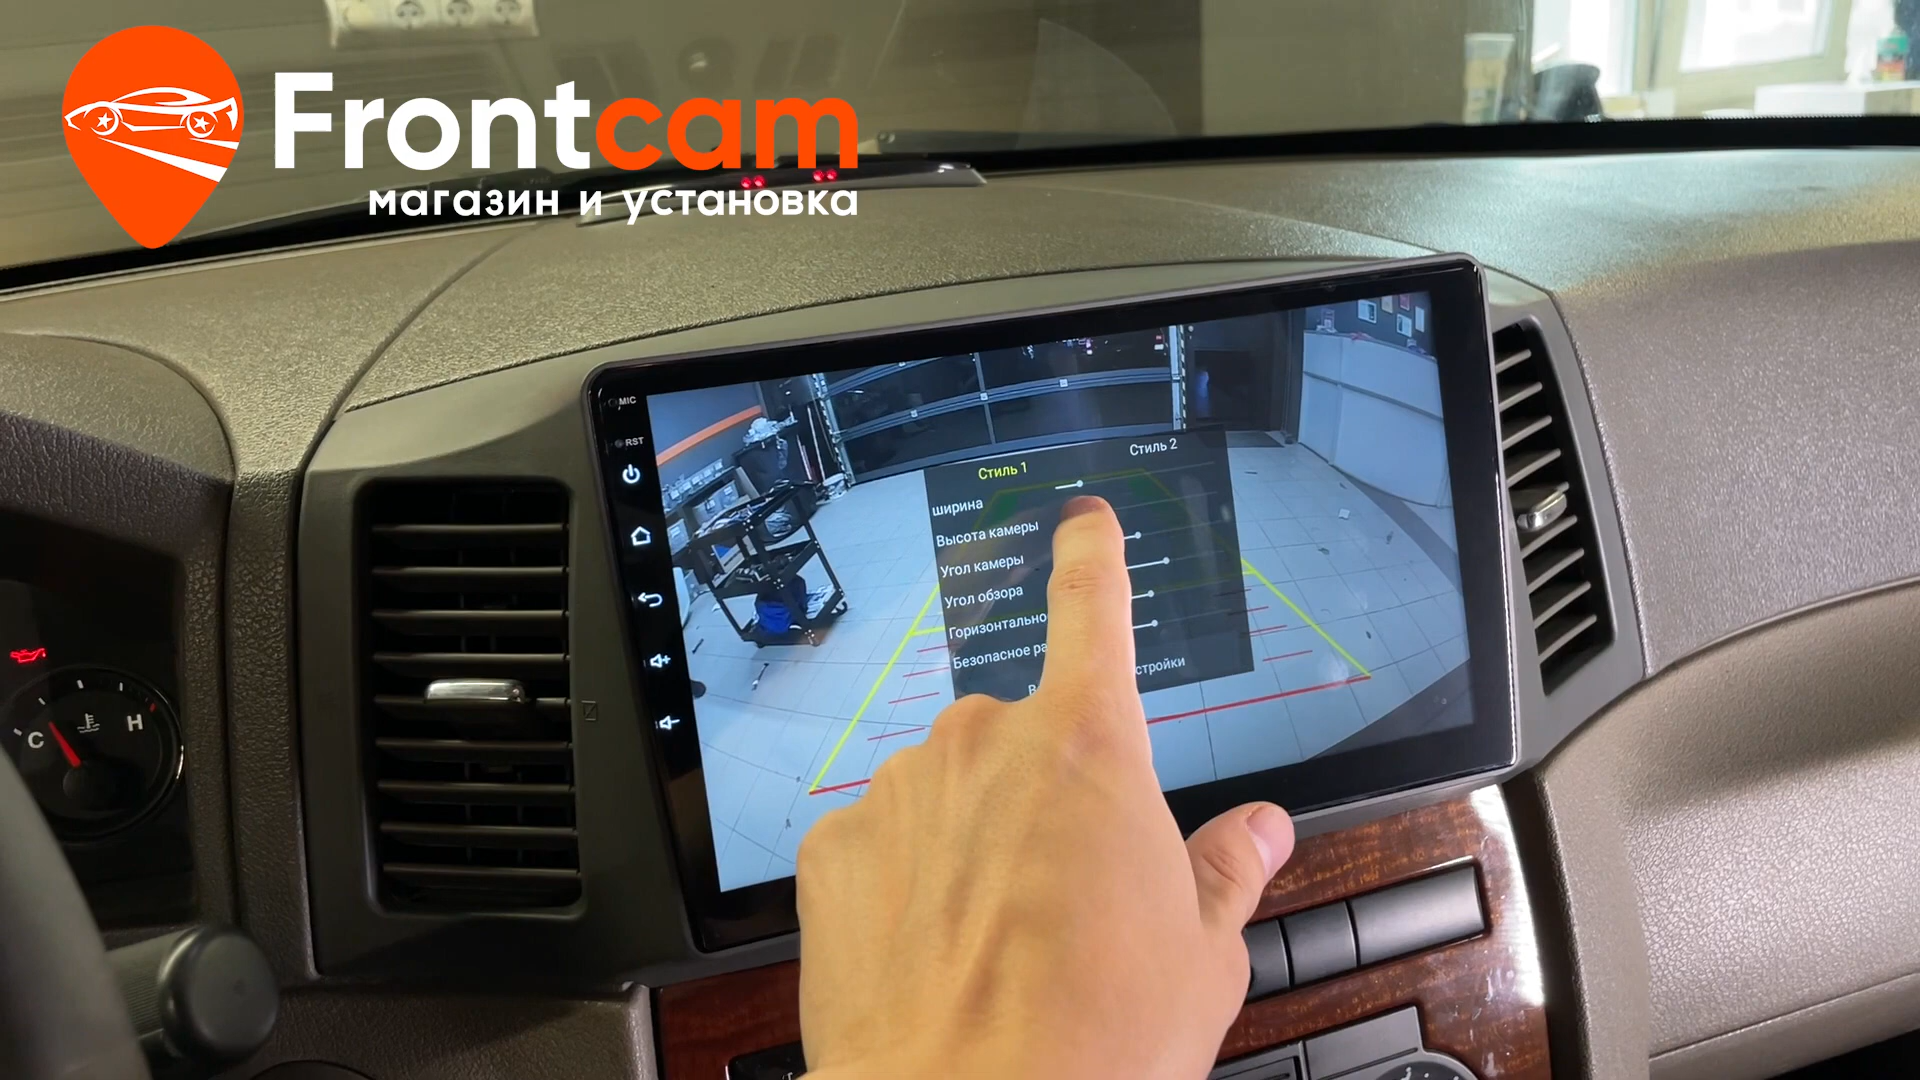 Frontcam
магазин и установка
MIC
RST
Стиль 1
Стиль 2
ширина
Высота камеры
Угол камеры
Угол обзора
Горизонтально
Безопасное ра
стройки
C
H